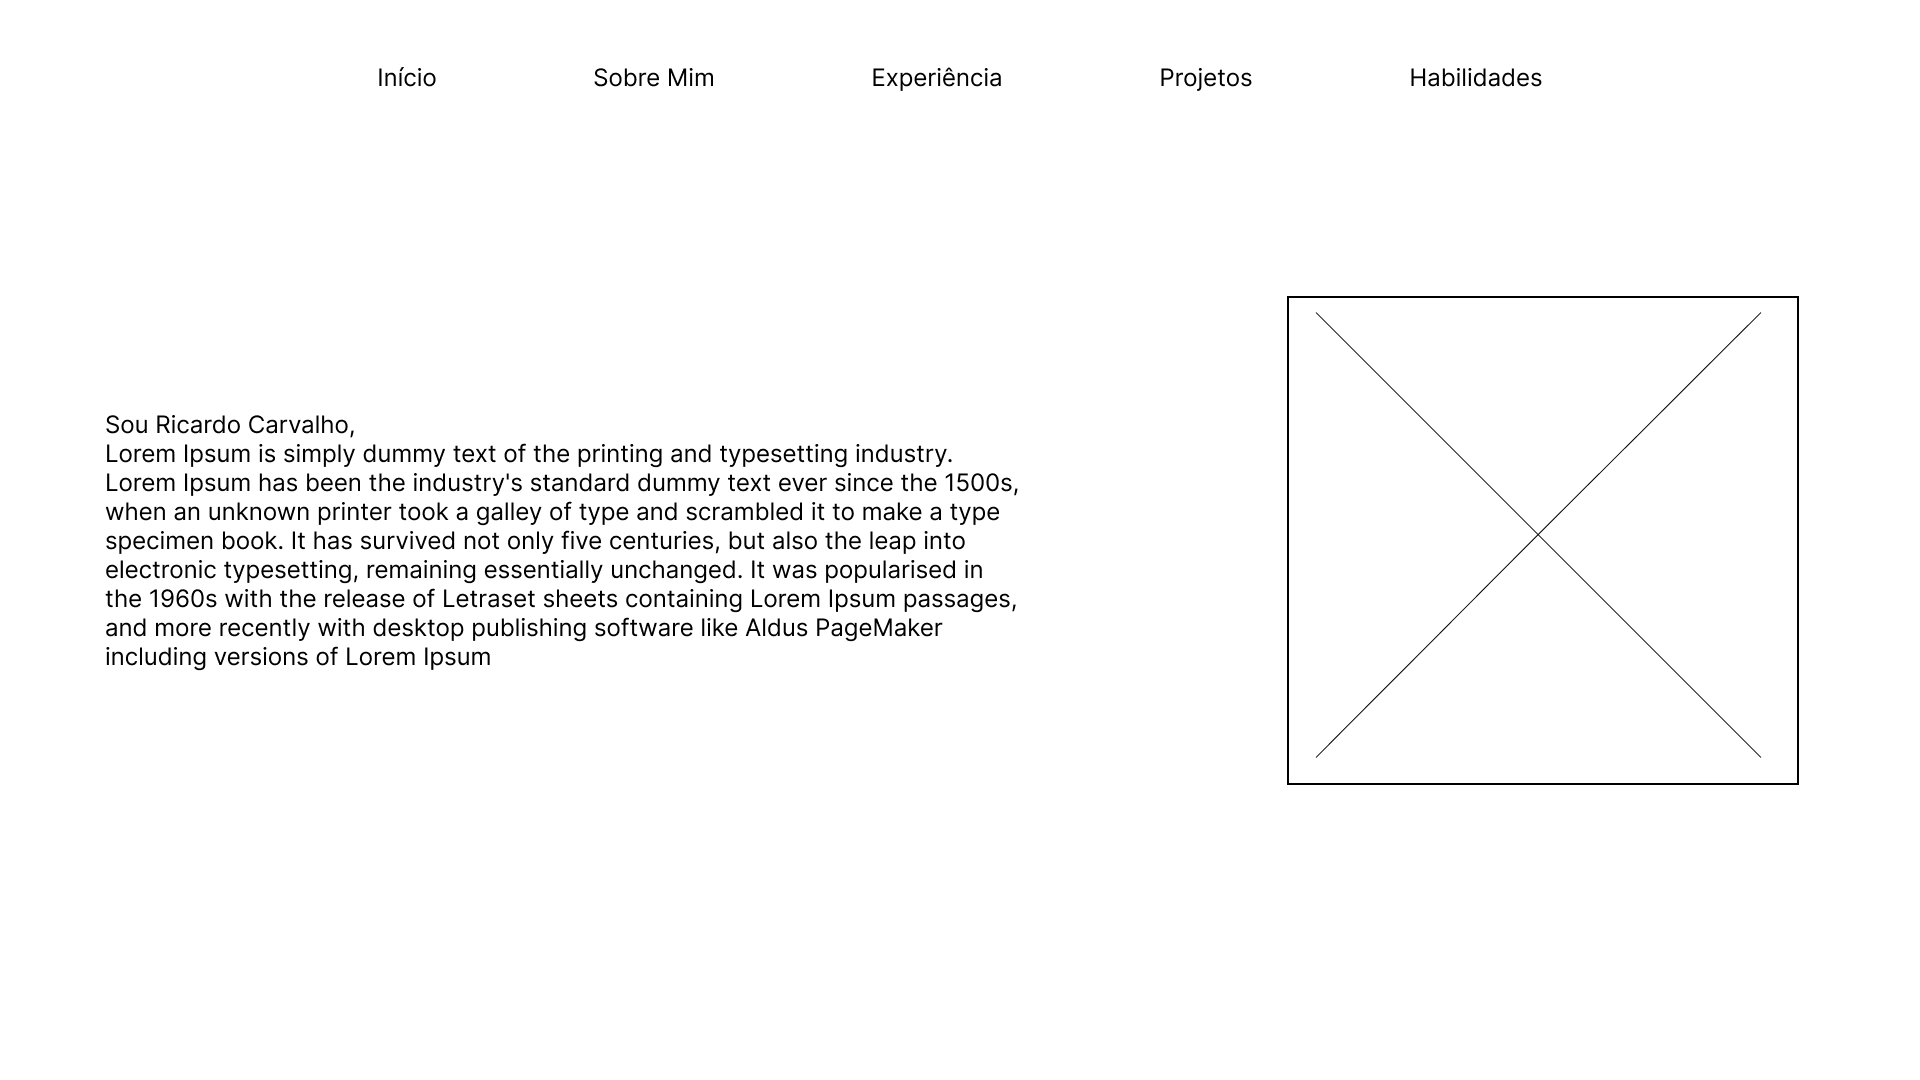 Início Sobre Mim Experiência Projetos Habilidades
Sou Ricardo Carvalho,
Lorem Ipsum is simply dummy text of the printing and typesetting industry.
Lorem Ipsum has been the industry's standard dummy text ever since the 1500s,
when an unknown printer took a galley of type and scrambled it to make a type
specimen book. It has survived not only five centuries, but also the leap into
electronic typesetting, remaining essentially unchanged. It was popularised in
the 1960s with the release of Letraset sheets containing Lorem Ipsum passages,
and more recently with desktop publishing software like Aldus PageMaker
including versions of Lorem Ipsum